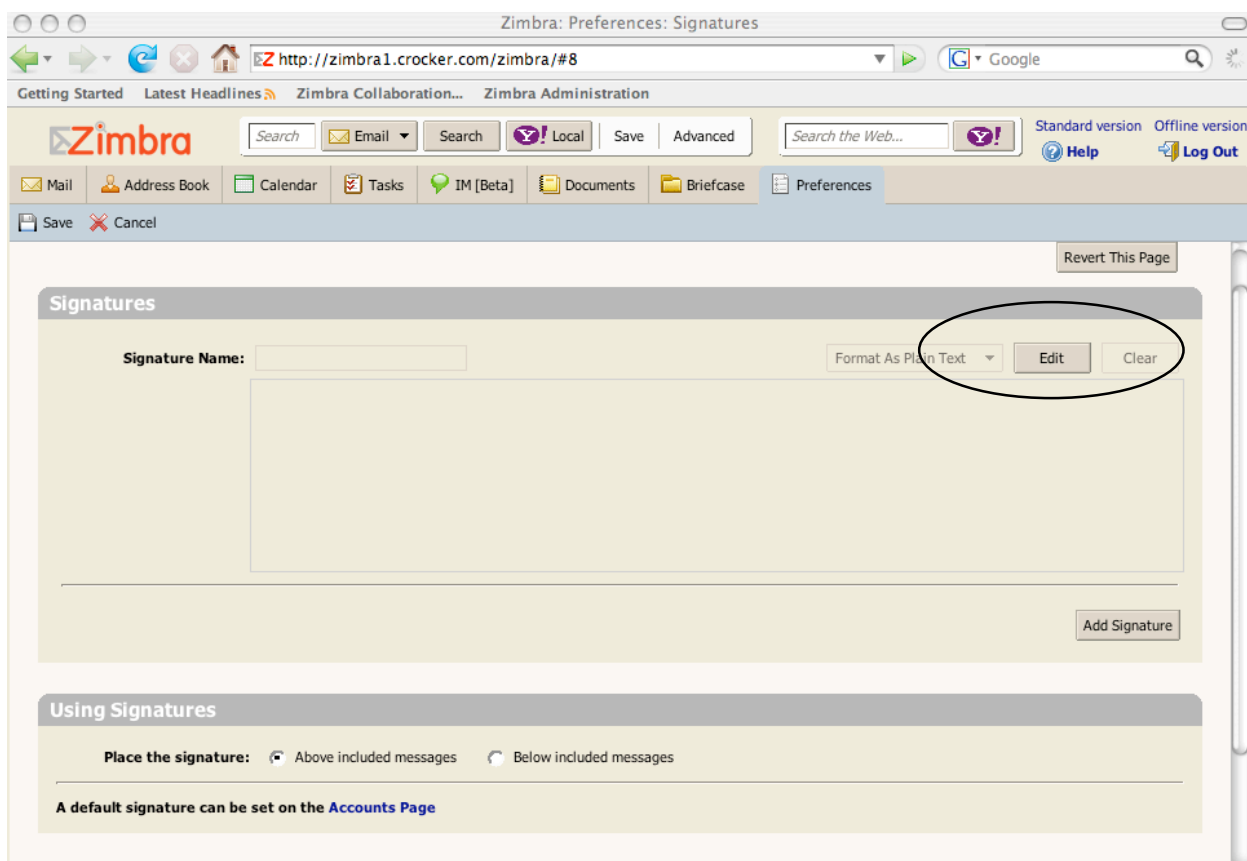 Zimbra: Preferences: Signatures
Z http://zimbra1.crocker.com/zimbra/#8 G Google
Getting Started Latest Headlines Zimbra Collaboration... Zimbra Administration
Zimbra Search Email Search Y! Local Save Advanced Search the Web... Y! Standard version Offline version
Help Log Out
Mail Address Book Calendar Tasks IM [Beta] Documents Briefcase Preferences
Save Cancel
Revert This Page
Signatures
Signature Name: Format As Plain Text Edit Clear
Add Signature
Using Signatures
Place the signature: Above included messages Below included messages
A default signature can be set on the Accounts Page